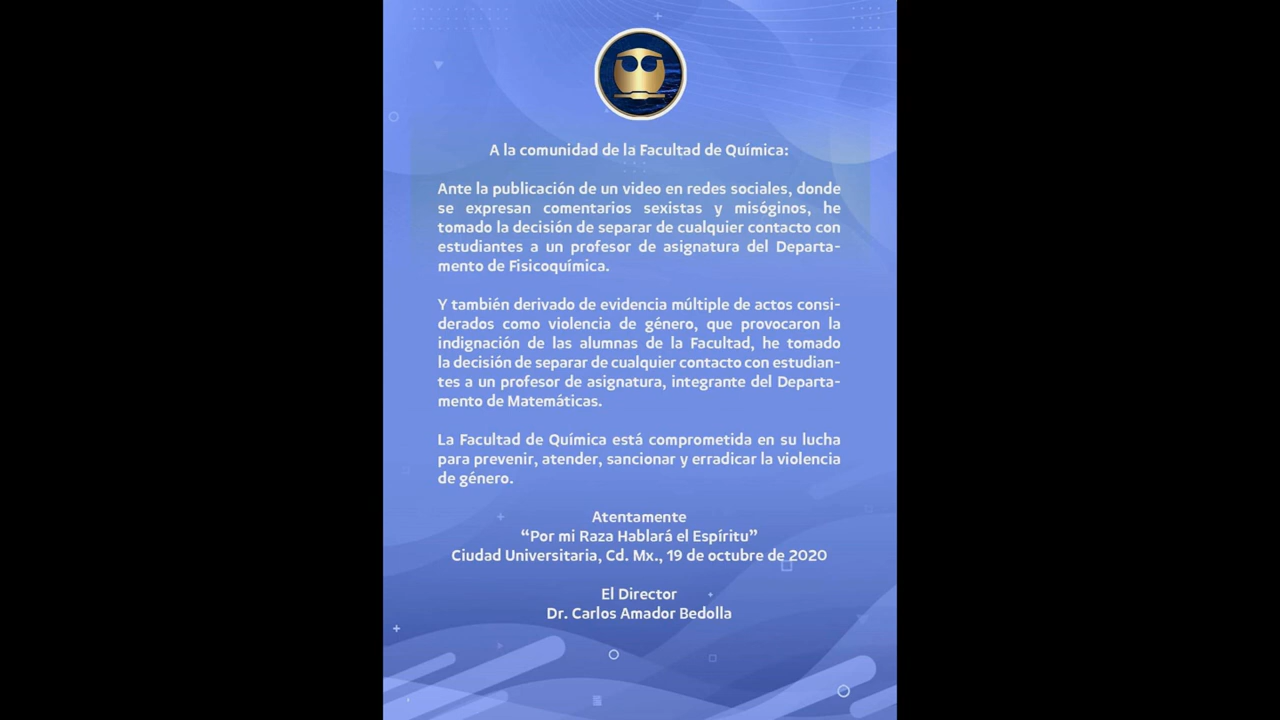 A la comunidad de la Facultad de Química:
Ante la publicación de un video en redes sociales, donde
se expresan comentarios sexistas y misóginos, he
tomado la decisión de separar de cualquier contacto con
estudiantes a un profesor de asignatura del Departa-
mento de Fisicoquímica.
Y también derivado de evidencia múltiple de actos consi-
derados como violencia de género, que provocaron la
indignación de las alumnas de la Facultad, he tomado
la decisión de separar de cualquier contacto con estudian-
tes a un profesor de asignatura, integrante del Departa-
mento de Matemáticas.
La Facultad de Química está comprometida en su lucha
para prevenir, atender, sancionar y erradicar la violencia
de género.
Atentamente
“Por mi Raza Hablará el Espíritu”
Ciudad Universitaria, Cd. Mx., 19 de octubre de 2020
El Director
Dr. Carlos Amador Bedolla